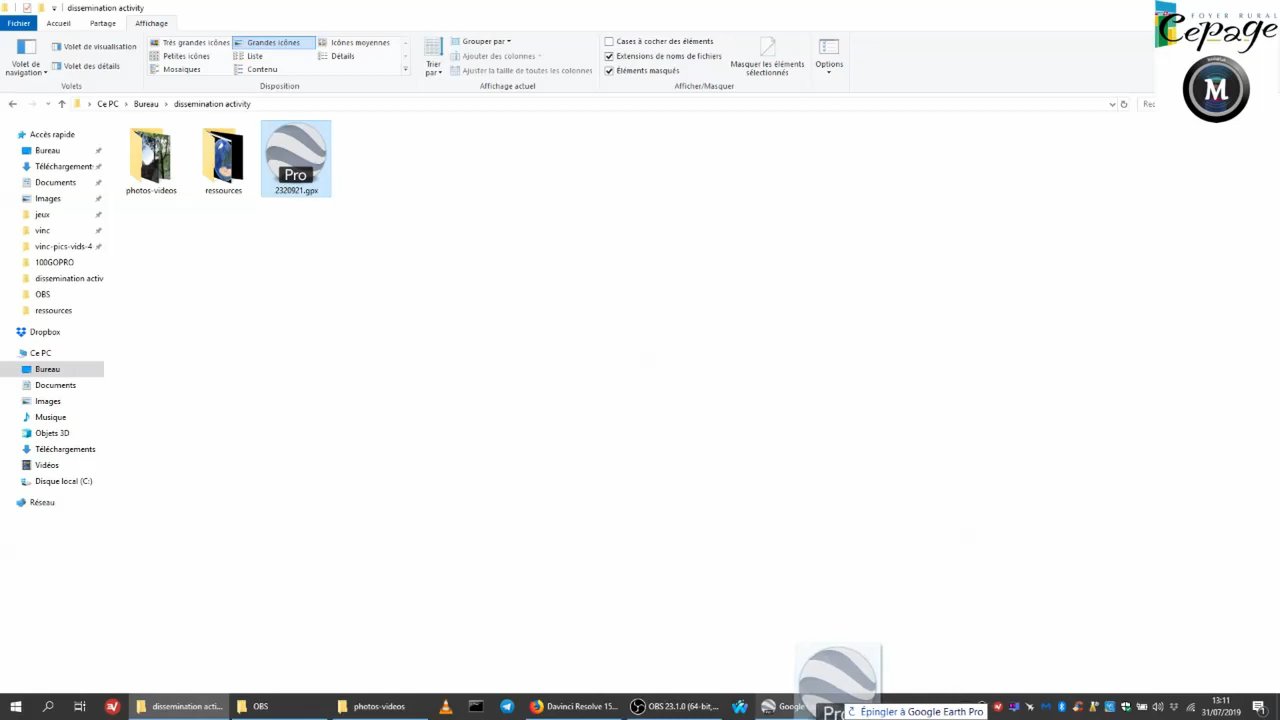 dissemination activity
Fichier Accueil Partage Affichage
Volet de navigation
Volet de visualisation
Volet des détails
Volets
Très grandes icônes Grandes icônes Icônes moyennes
Petites icônes Liste Détails
Mosaïques Contenu
Disposition
Trier par
Grouper par
Ajouter des colonnes
Ajuster la taille de toutes les colonnes
Affichage actuel
Cases à cocher des éléments
Extensions de noms de fichiers
Éléments masqués
Masquer les éléments sélectionnés
Afficher/Masquer
Options
FOYER RURAL
Cepage
M
Ce PC Bureau dissemination activity
Rec
Accès rapide
Bureau
Téléchargement
Documents
Images
jeux
vinc
vinc-pics-vids-4
100GOPRO
dissemination activ
OBS
ressources
Dropbox
Ce PC
Bureau
Documents
Images
Musique
Objets 3D
Téléchargements
Vidéos
Disque local (C:)
Réseau
photos-videos
ressources
Pro
2320921.gpx
dissemination acti...
OBS
photos-videos
Davinci Resolve 15...
OBS 23.1.0 (64-bit,...
Google
Pro
Épingler à Google Earth Pro
13:11
31/07/2019